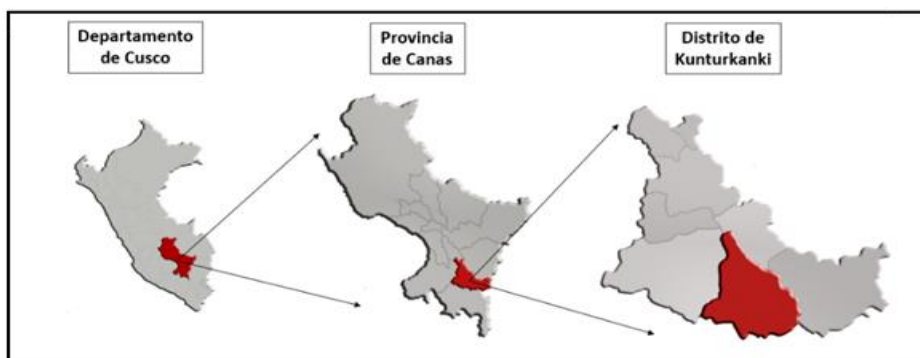 Departamento
de Cusco
Provincia
de Canas
Distrito de
Kunturkanki